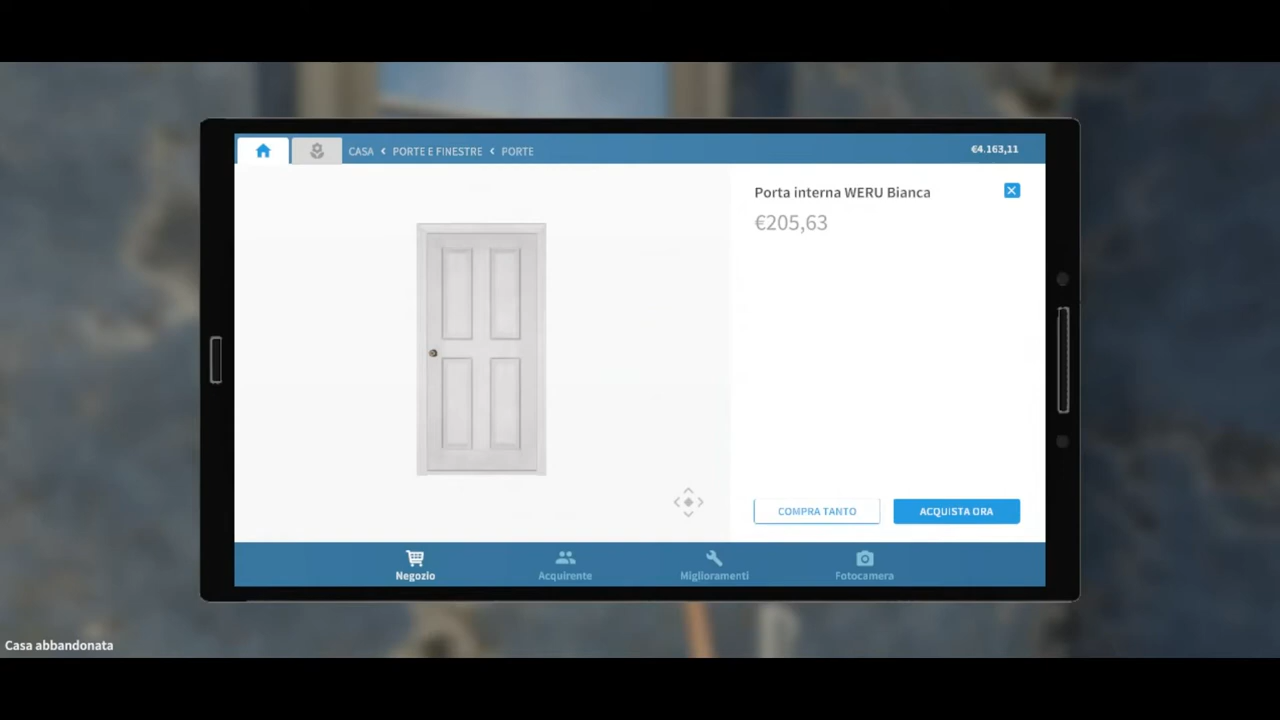 CASA < PORTE E FINESTRE < PORTE
€4.163,11
Porta interna WERU Bianca
€205,63
COMPRA TANTO
ACQUISTA ORA
Negozio
Acquirente
Miglioramenti
Fotocamera
Casa abbandonata